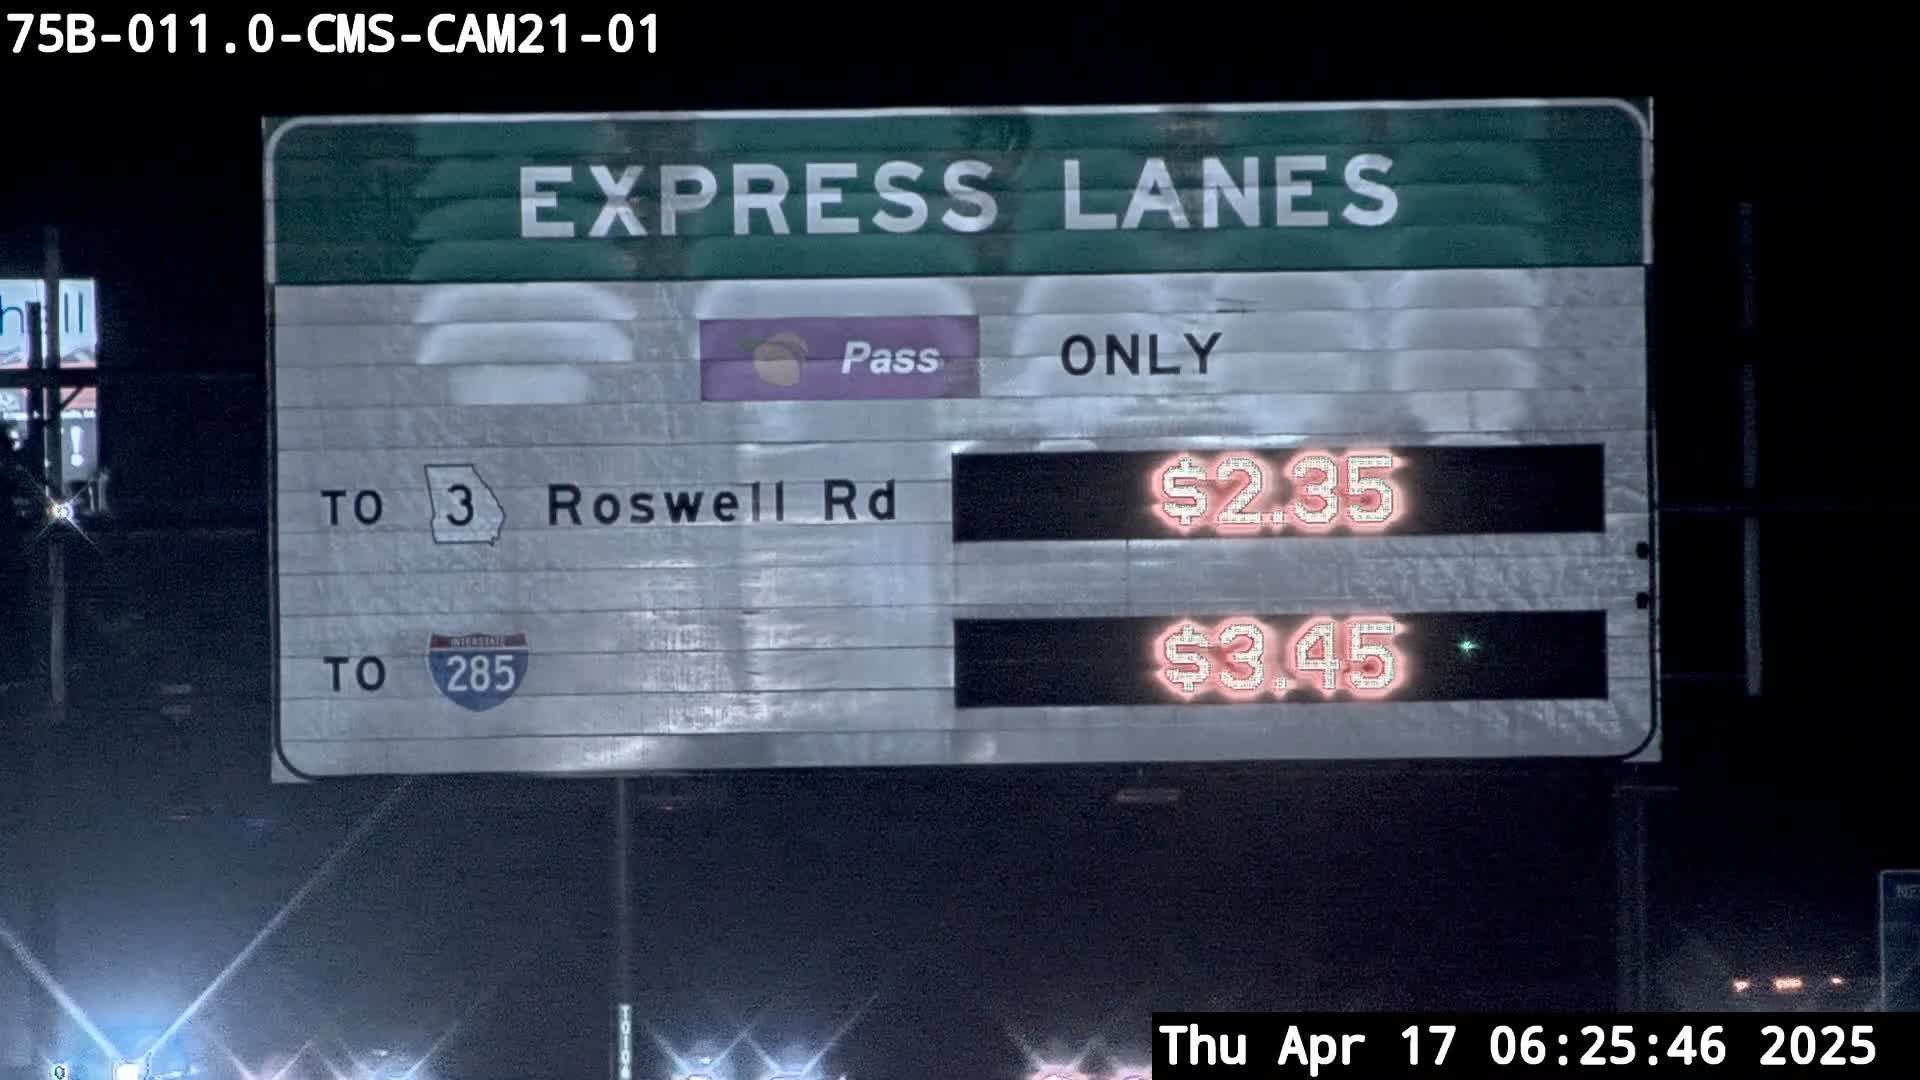 75B-011.0-CMS-CAM21-01
EXPRESS LANES
Pass ONLY
TO 3 Roswell Rd $2.35
TO INTERSTATE 285 $3.45
Thu Apr 17 06:25:46 2025